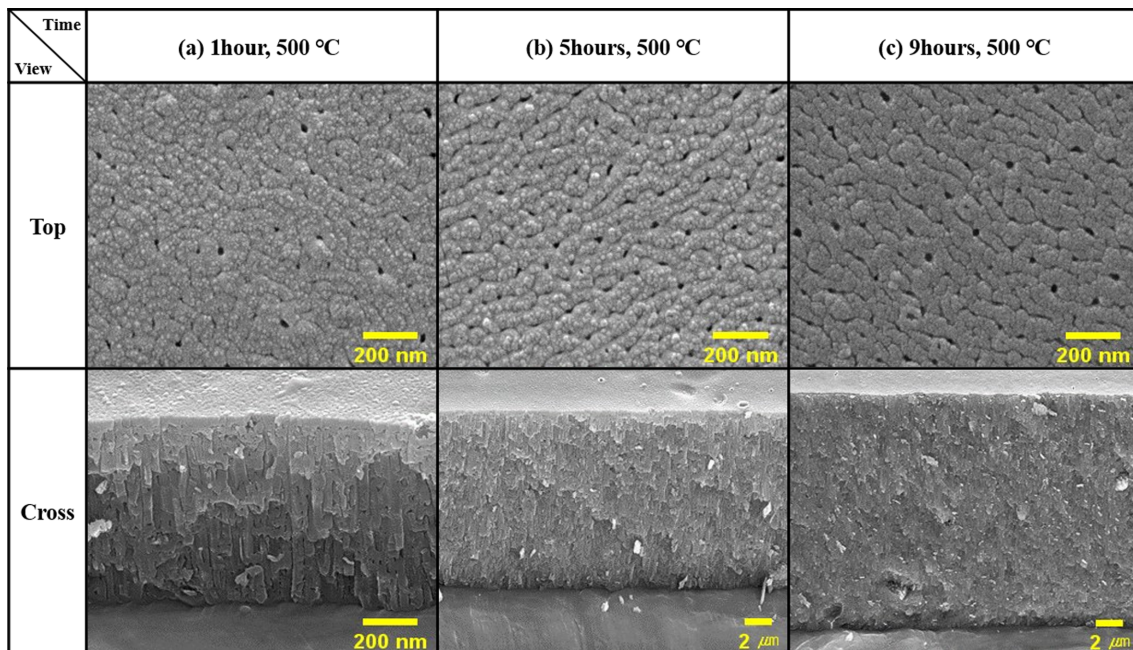 Time
View
(a) 1hour, 500 ℃
(b) 5hours, 500 ℃
(c) 9hours, 500 ℃
Top
200 nm
200 nm
200 nm
Cross
200 nm
2 ㎛
2 ㎛